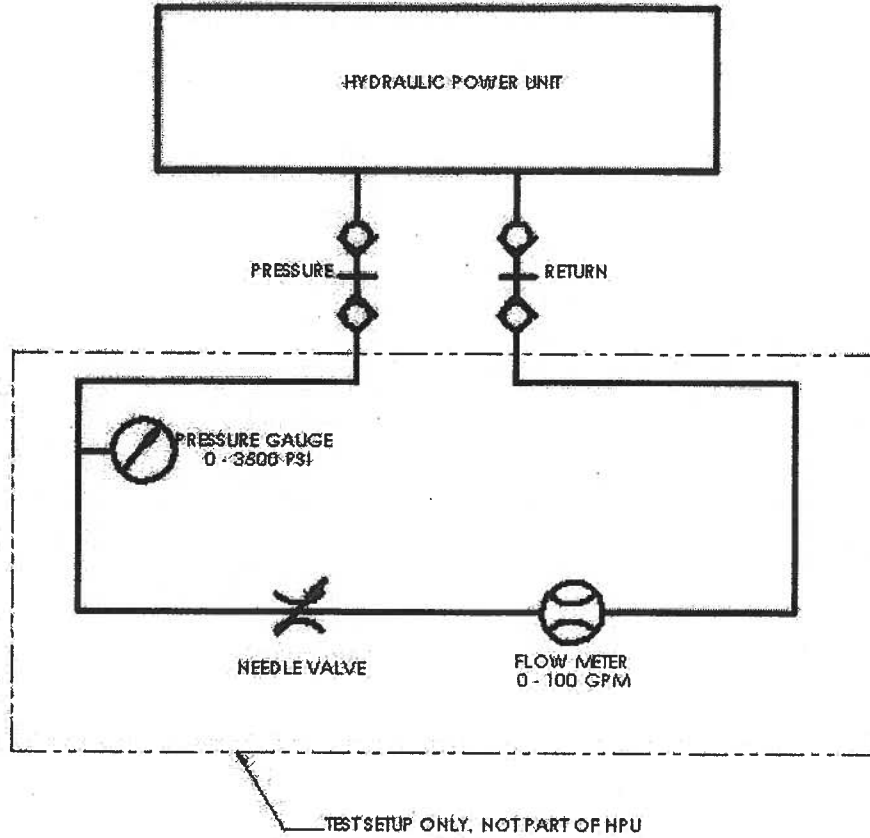 HYDRAULIC POWER UNIT
PRESSURE
RETURN
PRESSURE GAUGE
0 - 3500 PSI
NEEDLE VALVE
FLOW METER
0 - 100 GPM
TEST SETUP ONLY, NOT PART OF HPU